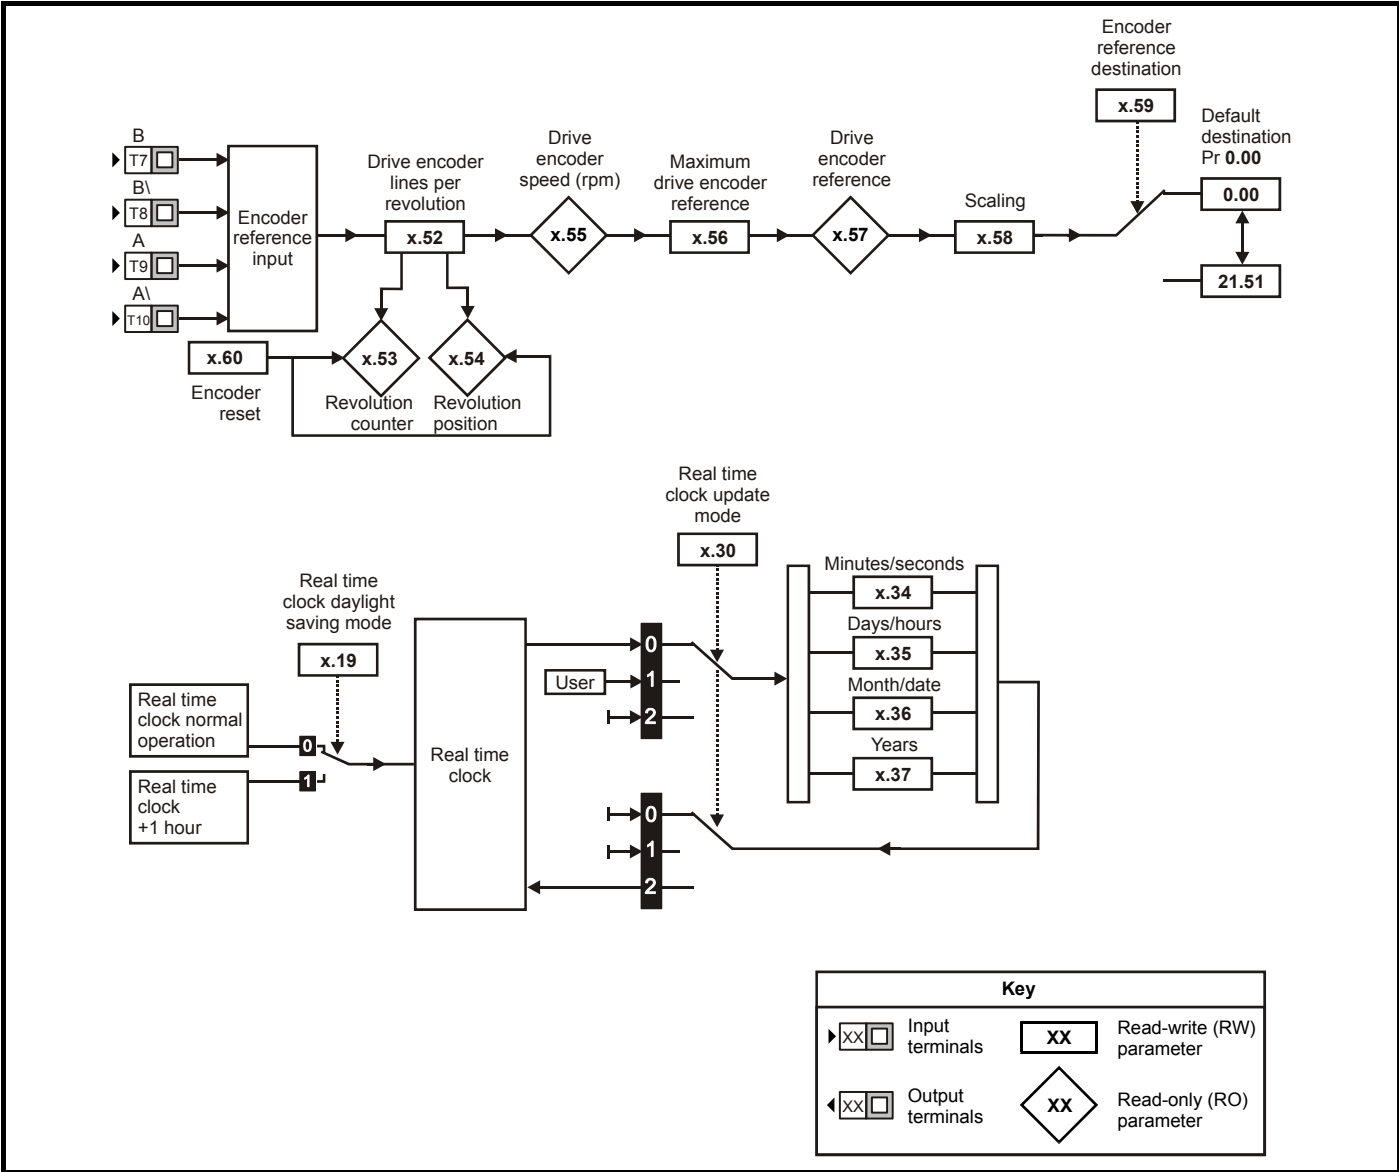 Encoder
reference
destination
x.59
Default
destination
Pr 0.00
0.00
21.51
B
T7
B\
T8
A
T9
A\
T10
Encoder
reference
input
Drive encoder
lines per
revolution
x.52
Drive
encoder
speed (rpm)
x.55
Maximum
drive encoder
reference
x.56
Drive
encoder
reference
x.57
Scaling
x.58
x.60
Encoder
reset
x.53
Revolution
counter
x.54
Revolution
position
Real time
clock update
mode
x.30
Real time
clock daylight
saving mode
x.19
Real time
clock normal
operation
0
Real time
clock
+1 hour
1
Real time
clock
0
User
1
2
Minutes/seconds
x.34
Days/hours
x.35
Month/date
x.36
Years
x.37
0
1
2
Key
XX
Input
terminals
XX
Read-write (RW)
parameter
XX
Output
terminals
XX
Read-only (RO)
parameter